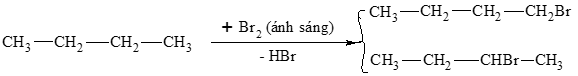 CH₃—CH₂—CH₂—CH₂Br
+ Br₂ (ánh sáng)
CH₃—CH₂—CH₂—CH₃
- HBr
CH₃—CH₂—CHBr—CH₃